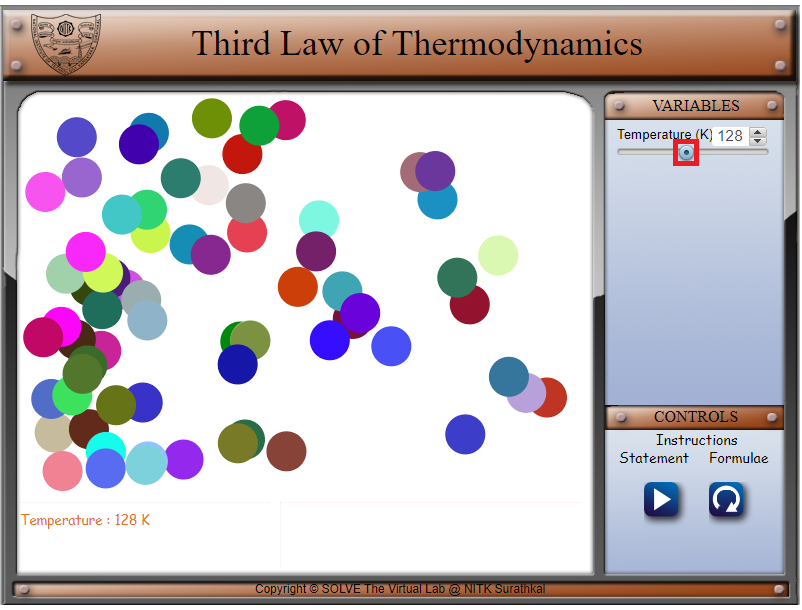 Third Law of Thermodynamics
VARIABLES
Temperature (K) 128
CONTROLS
Instructions
Statement Formulae
Temperature : 128 K
Copyright © SOLVE The Virtual Lab @ NITK Surathkal